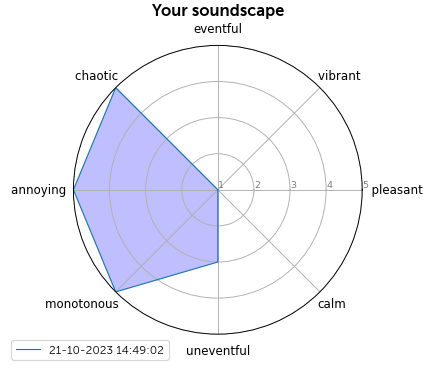 Your soundscape
eventful
chaotic
vibrant
annoying
1
2
3
4
5
pleasant
monotonous
calm
uneventful
21-10-2023 14:49:02